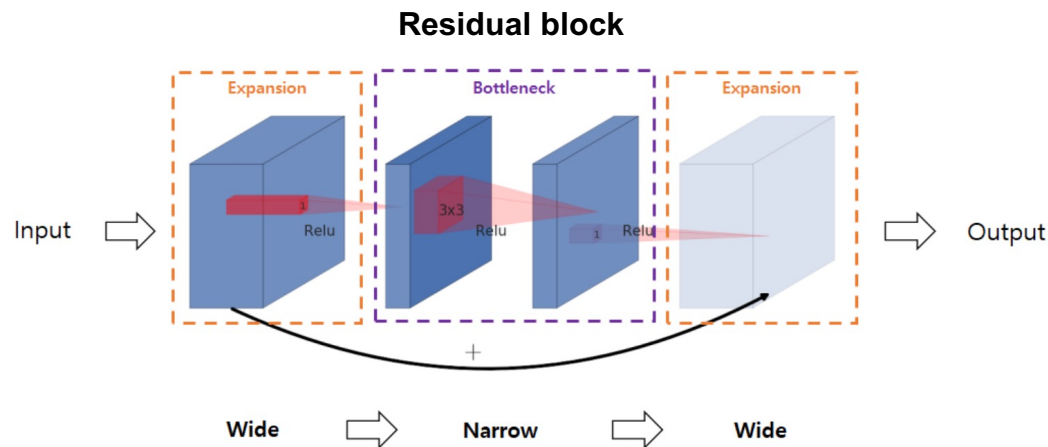 Residual block
Expansion
Bottleneck
Expansion
1
Relu
3x3
Relu
1
Relu
Input
Output
+
Wide
Narrow
Wide